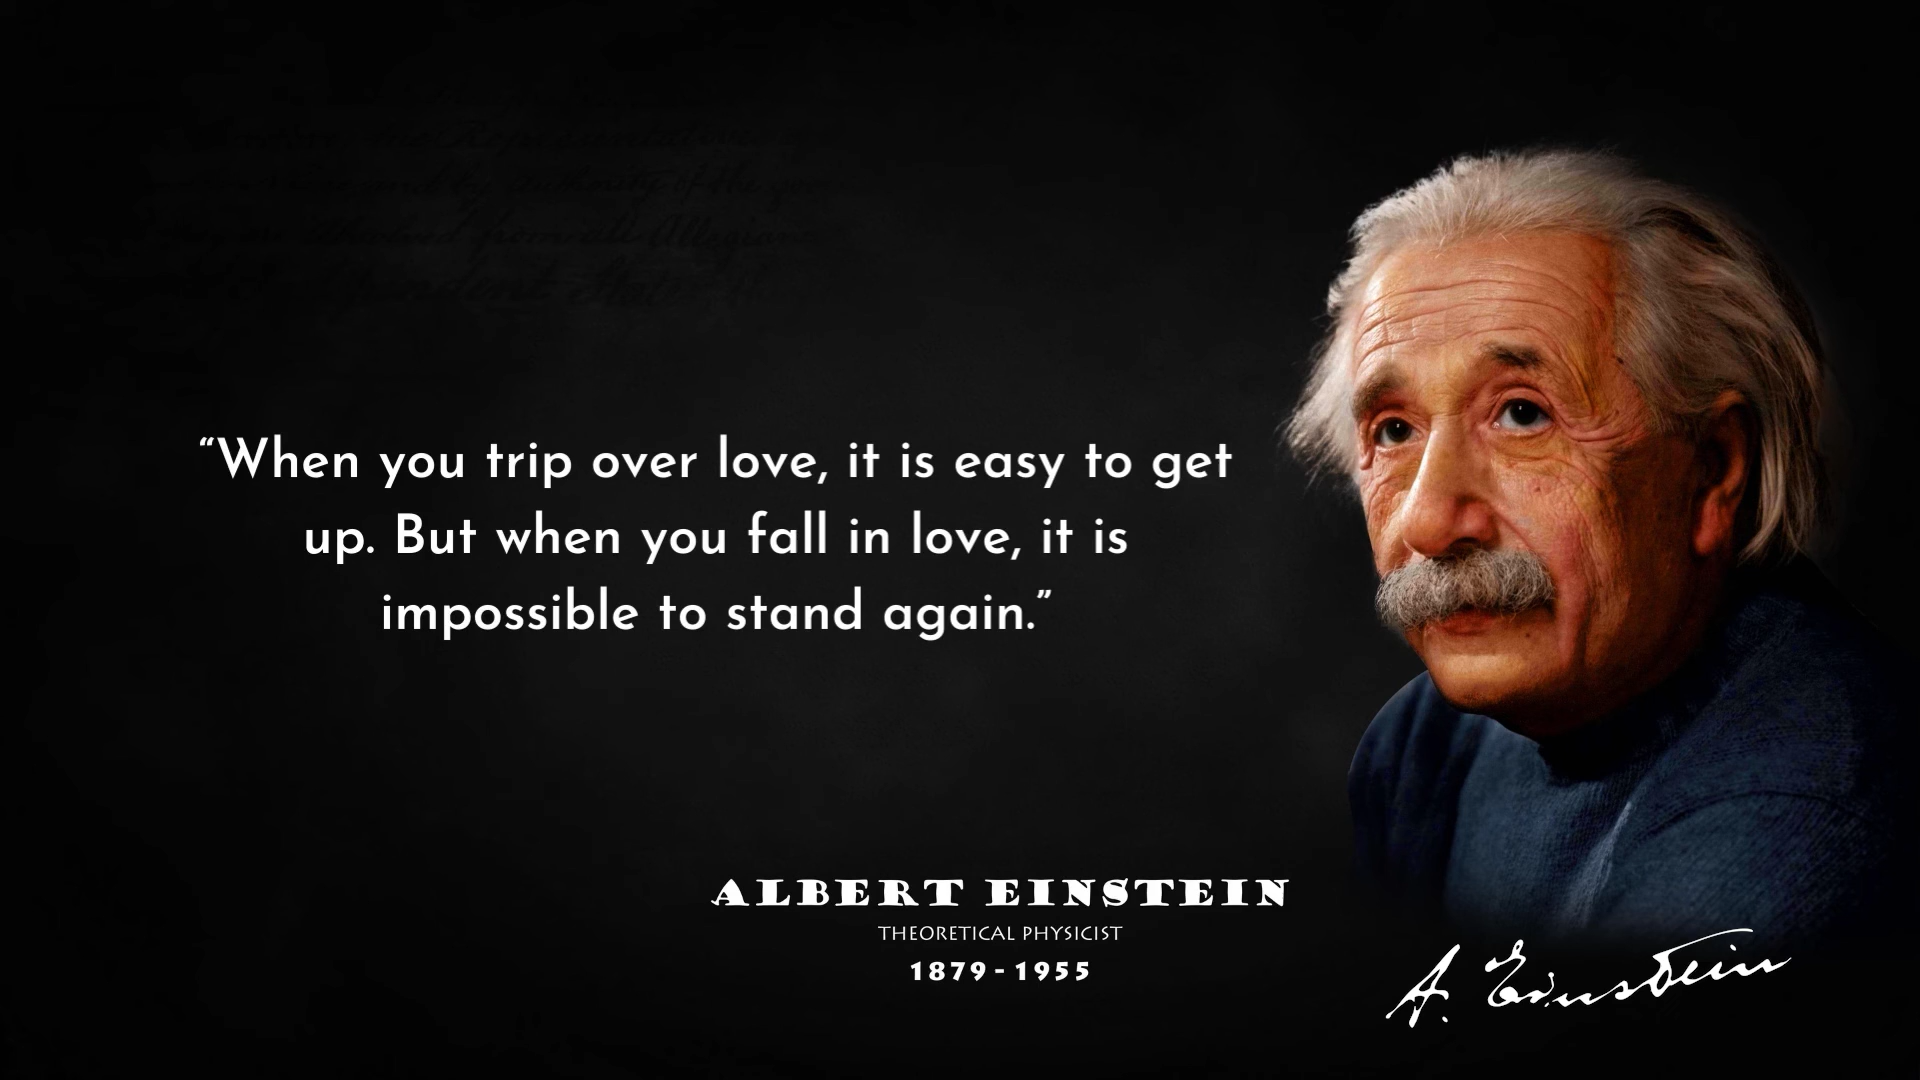 “When you trip over love, it is easy to get
up. But when you fall in love, it is
impossible to stand again.”
ALBERT EINSTEIN
THEORETICAL PHYSICIST
1879 - 1955
A. Einstein